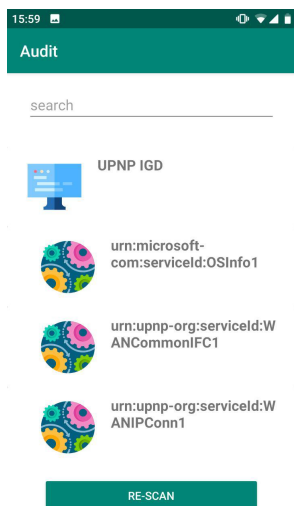 15:59
Audit
search
UPNP IGD
urn:microsoft-
com:serviceId:OSInfo1
urn:upnp-org:serviceId:W
ANCommonIFC1
urn:upnp-org:serviceId:W
ANIPConn1
RE-SCAN